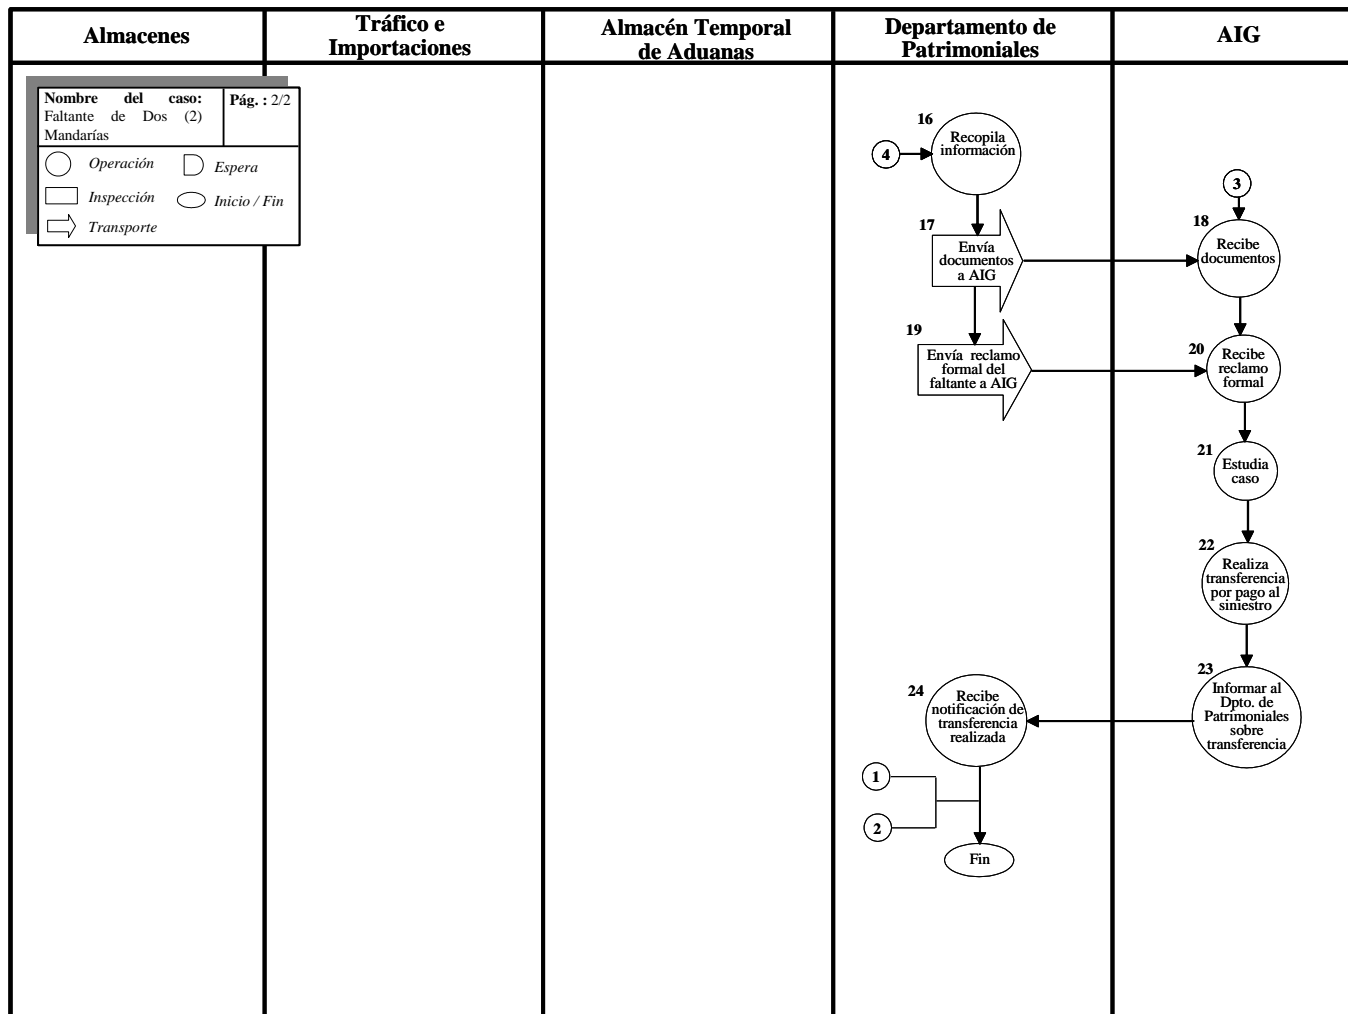 Almacenes
Tráfico e
Importaciones
Almacén Temporal
de Aduanas
Departamento de
Patrimoniales
AIG
Nombre del caso:
Faltante de Dos (2)
Mandarías
Pág. : 2/2
Operación
Espera
Inspección
Inicio / Fin
Transporte
16
Recopila
información
4
3
17
Envía
documentos
a AIG
18
Recibe
documentos
19
Envía reclamo
formal del
faltante a AIG
20
Recibe
reclamo
formal
21
Estudia
caso
22
Realiza
transferencia
por pago al
siniestro
23
Informar al
Dpto. de
Patrimoniales
sobre
transferencia
24
Recibe
notificación de
transferencia
realizada
1
2
Fin